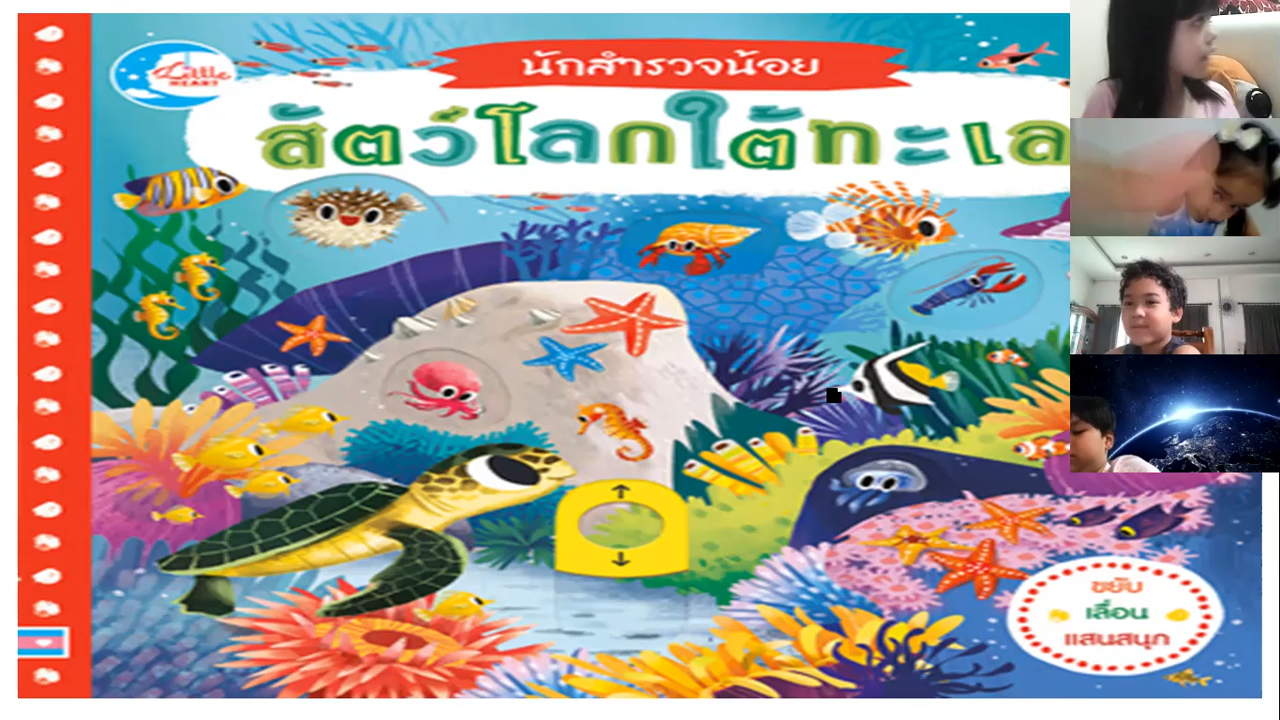 Little
HEART
นักสำรวจน้อย
สัตว์โลกใต้ทะเล
ขยับ
เลื่อน
แสนสนุก